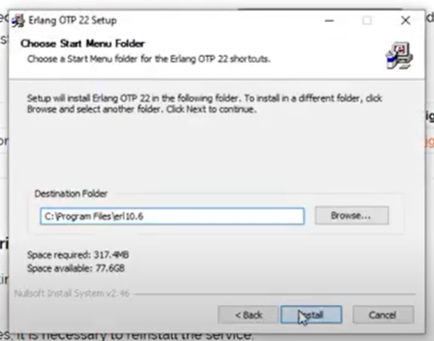 Erlang OTP 22 Setup
Choose Start Menu Folder
Choose a Start Menu folder for the Erlang OTP 22 shortcuts.
Setup will install Erlang OTP 22 in the following folder. To install in a different folder, click
Browse and select another folder. Click Next to continue.
Destination Folder
C:\Program Files\erl10.6
Browse...
Space required: 317.4MB
Space available: 77.6GB
Nullsoft Install System v2.46
< Back
Install
Cancel
it is necessary to reinstall the service.